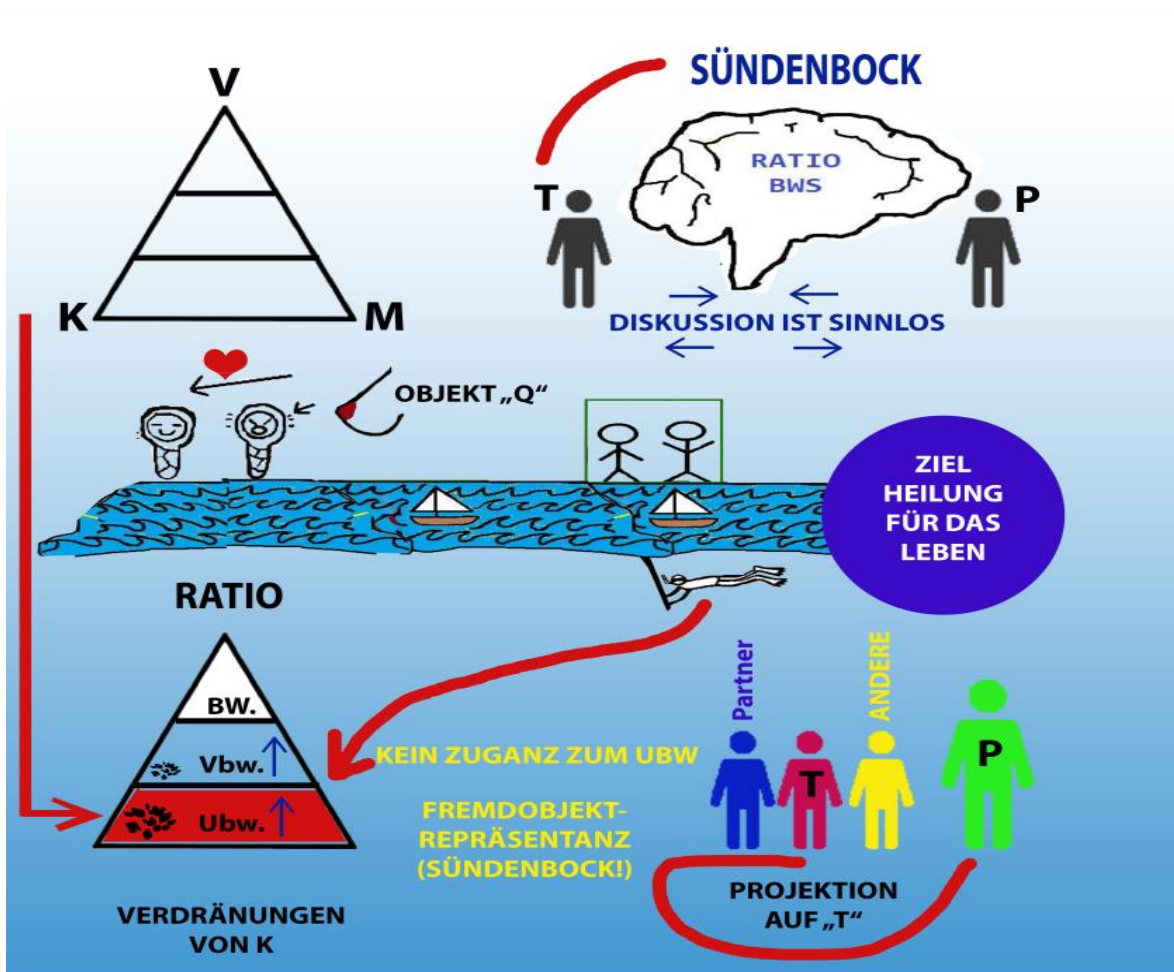 V
K
M
SÜNDENBOCK
RATIO
BWS
T
P
DISKUSSION IST SINNLOS
OBJEKT „Q“
ZIEL
HEILUNG
FÜR DAS
LEBEN
RATIO
BW.
Vbw.
Ubw.
VERDRÄNUNGEN
VON K
KEIN ZUGANZ ZUM UBW
FREMDOBJEKT-
REPRÄSENTANZ
(SÜNDENBOCK!)
Partner
ANDERE
T
P
PROJEKTION
AUF „T“